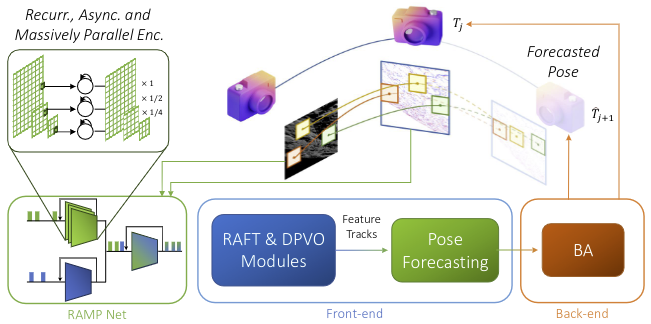 Recurr., Async. and
Massively Parallel Enc.
× 1
× 1/2
× 1/4
T_j
Forecasted
Pose
T̂_{j+1}
RAFT & DPVO
Modules
Feature
Tracks
Pose
Forecasting
BA
RAMP Net
Front-end
Back-end